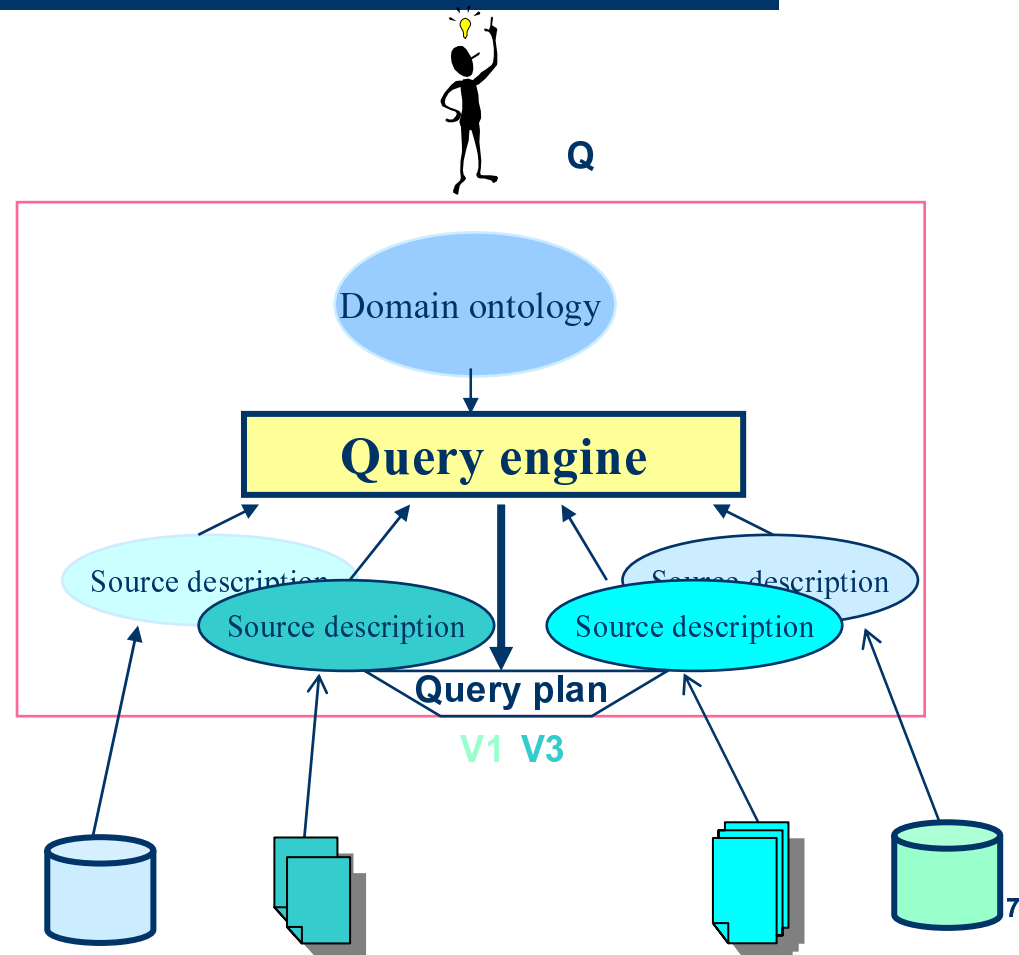 Q
Domain ontology
Query engine
Source description
Source description
Source description
Source description
Query plan
V1 V3
7